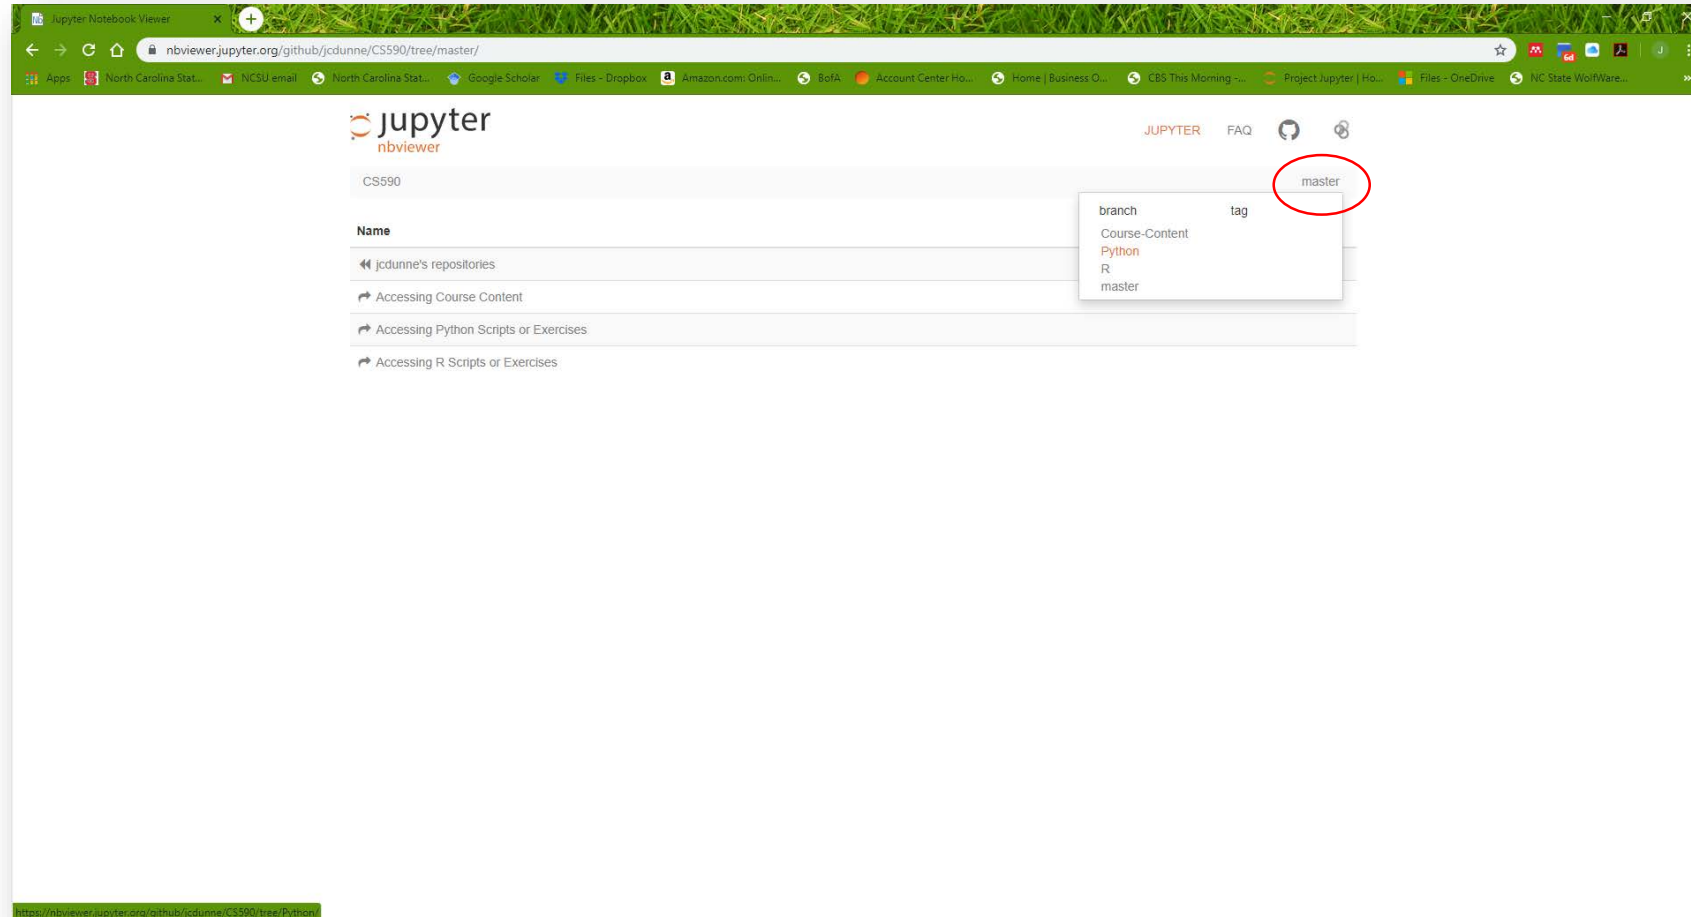 Nb Jupyter Notebook Viewer
nbviewer.jupyter.org/github/jcdunne/CS590/tree/master/
Apps North Carolina Stat... NCSU email North Carolina Stat... Google Scholar Files - Dropbox Amazon.com: Onlin... BofA Account Center Ho... Home | Business O... CBS This Morning -... Project Jupyter | Ho... Files - OneDrive NC State WolfWare...
jupyter
nbviewer
JUPYTER FAQ
CS590 master
branch tag
Course-Content
Python
R
master
Name
jcdunne's repositories
Accessing Course Content
Accessing Python Scripts or Exercises
Accessing R Scripts or Exercises
https://nbviewer.jupyter.org/github/jcdunne/CS590/tree/Python/